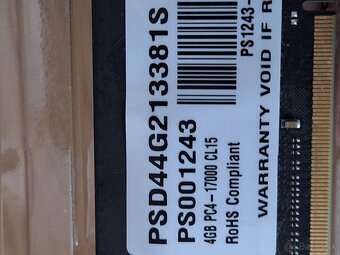 PSD44G213381S
PS001243
4GB PC4-17000 CL15
RoHS Compliant
PS1243-
WARRANTY VOID IF R